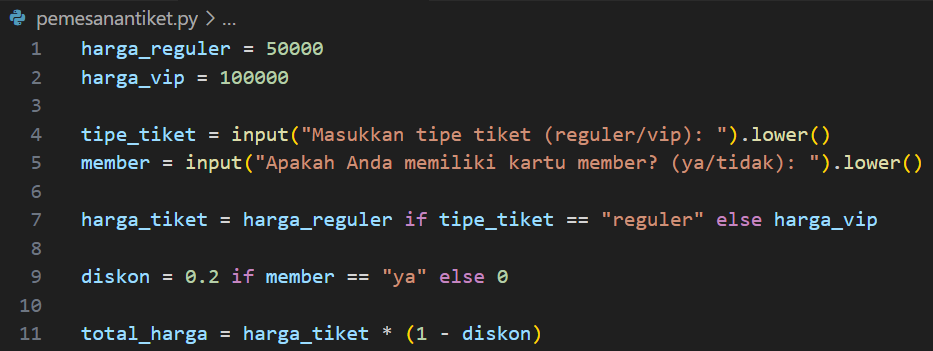 pemesanantiket.py > ...
1 harga_reguler = 50000
2 harga_vip = 100000
3
4 tipe_tiket = input("Masukkan tipe tiket (reguler/vip): ").lower()
5 member = input("Apakah Anda memiliki kartu member? (ya/tidak): ").lower()
6
7 harga_tiket = harga_reguler if tipe_tiket == "reguler" else harga_vip
8
9 diskon = 0.2 if member == "ya" else 0
10
11 total_harga = harga_tiket * (1 - diskon)